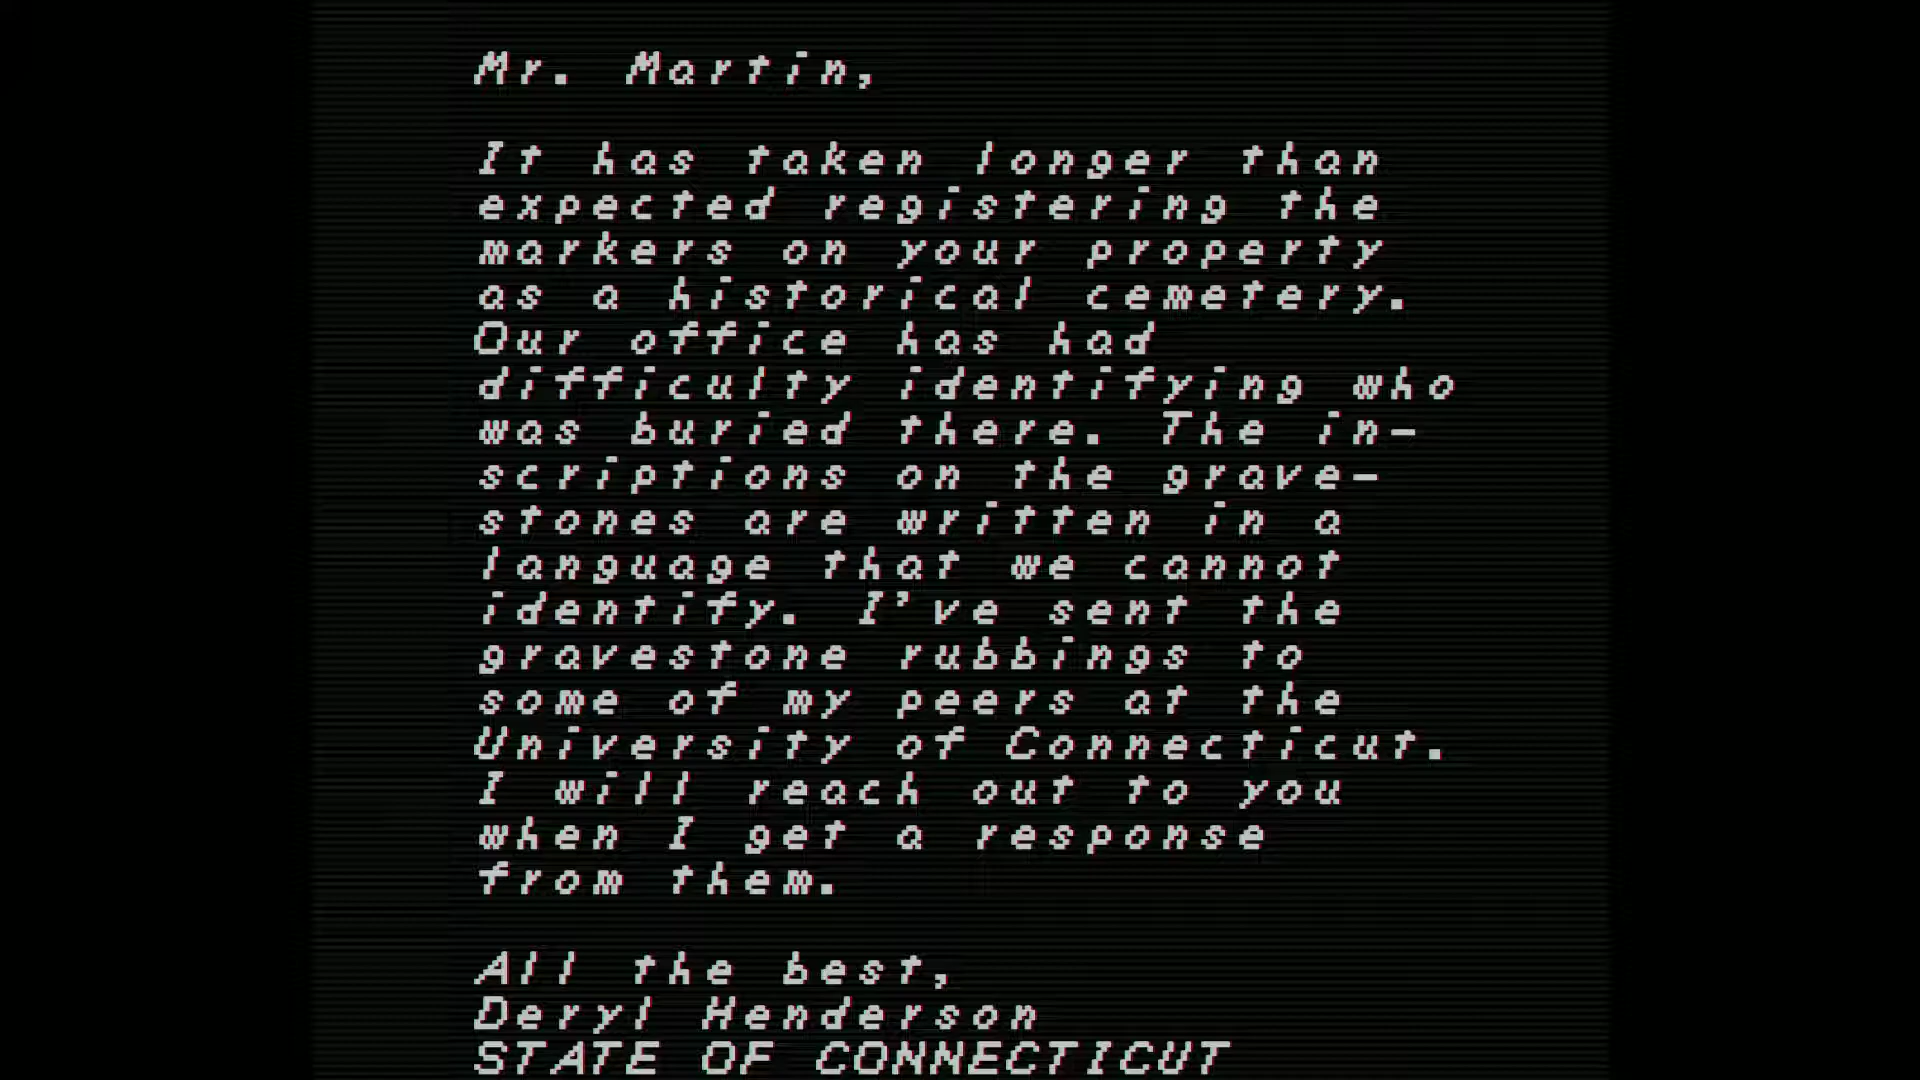 Mr. Martin,
It has taken longer than
expected registering the
markers on your property
as a historical cemetery.
Our office has had
difficulty identifying who
was buried there. The in-
scriptions on the grave-
stones are written in a
language that we cannot
identify. I've sent the
gravestone rubbings to
some of my peers at the
University of Connecticut.
I will reach out to you
when I get a response
from them.
All the best,
Deryl Henderson
STATE OF CONNECTICUT